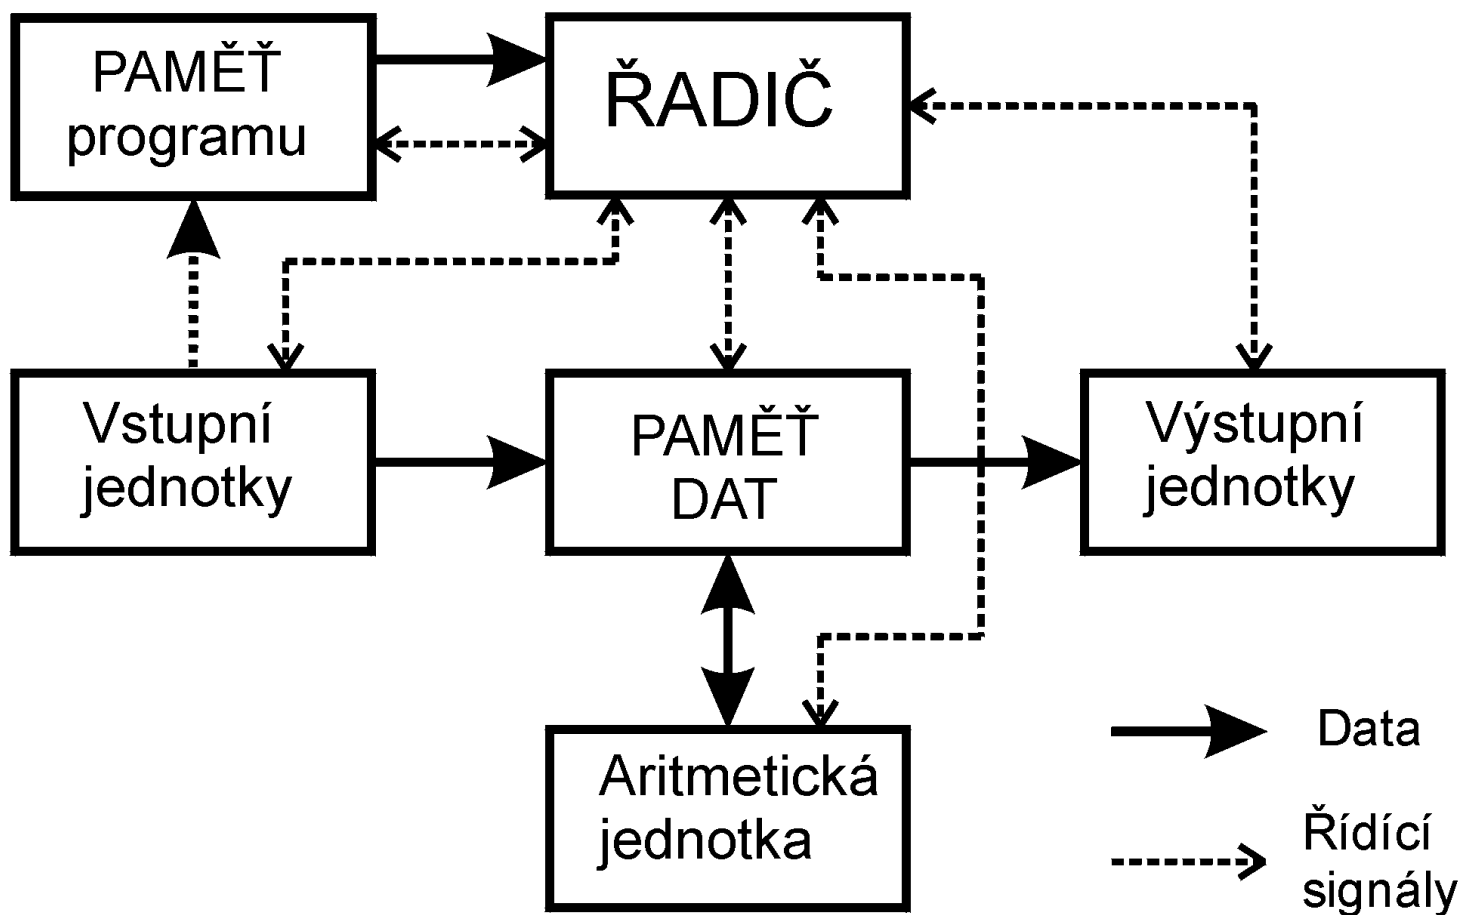 PAMĚŤ
programu
ŘADIČ
Vstupní
jednotky
PAMĚŤ
DAT
Výstupní
jednotky
Aritmetická
jednotka
Data
Řídící
signály